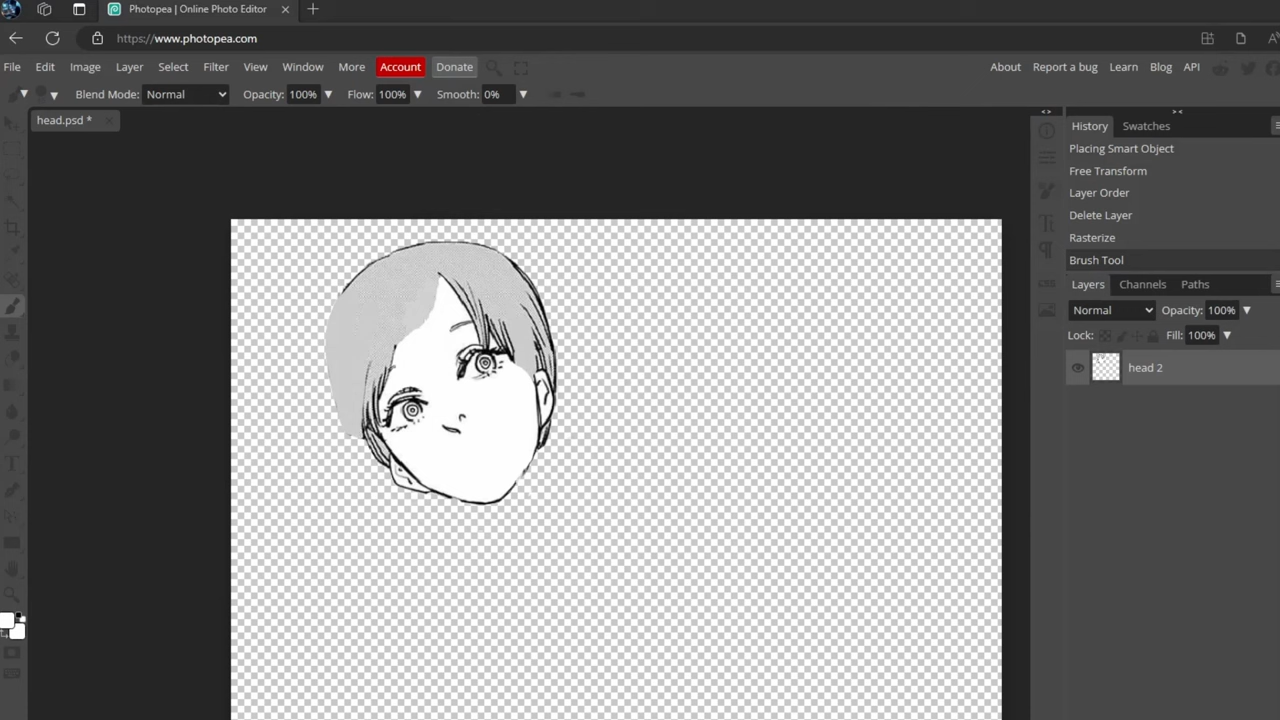 Photopea | Online Photo Editor
https://www.photopea.com
File Edit Image Layer Select Filter View Window More Account Donate About Report a bug Learn Blog API
Blend Mode: Normal Opacity: 100% Flow: 100% Smooth: 0%
head.psd *
History Swatches
Placing Smart Object
Free Transform
Layer Order
Delete Layer
Rasterize
Brush Tool
Layers Channels Paths
Normal Opacity: 100%
Lock: Fill: 100%
head 2